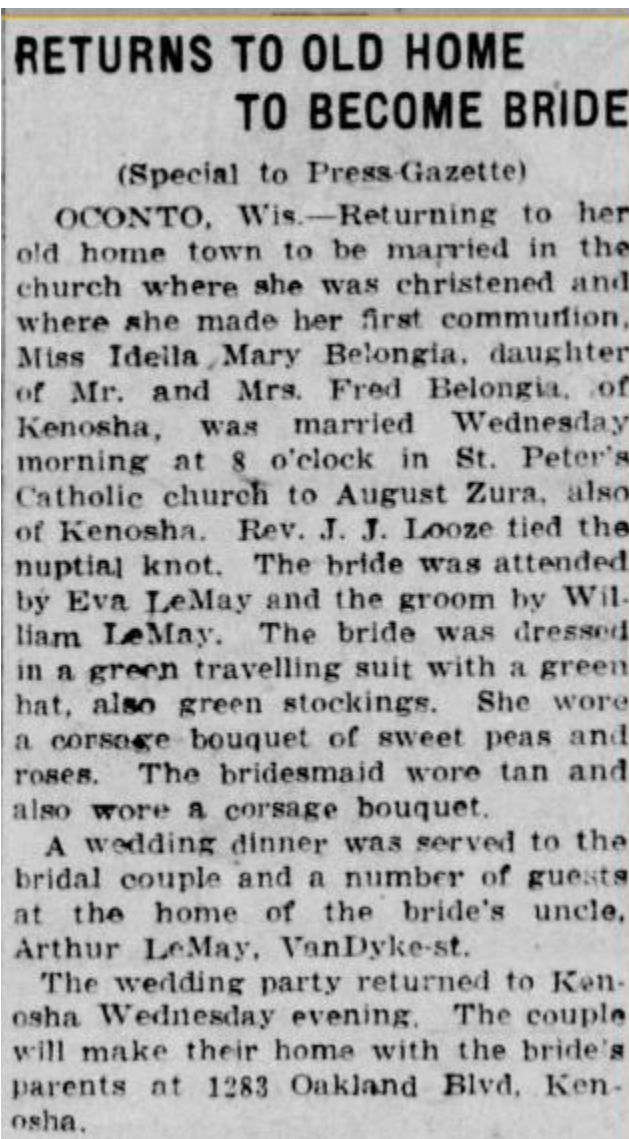 RETURNS TO OLD HOME
TO BECOME BRIDE
(Special to Press-Gazette)
OCONTO, Wis.—Returning to her
old home town to be married in the
church where she was christened and
where she made her first communion,
Miss Idella Mary Belongia, daughter
of Mr. and Mrs. Fred Belongia, of
Kenosha, was married Wednesday
morning at 8 o'clock in St. Peter's
Catholic church to August Zura, also
of Kenosha. Rev. J. J. Looze tied the
nuptial knot. The bride was attended
by Eva LeMay and the groom by Wil-
liam LeMay. The bride was dressed
in a green travelling suit with a green
hat, also green stockings. She wore
a corsage bouquet of sweet peas and
roses. The bridesmaid wore tan and
also wore a corsage bouquet.
A wedding dinner was served to the
bridal couple and a number of guests
at the home of the bride's uncle,
Arthur LeMay, VanDyke-st.
The wedding party returned to Ken-
osha Wednesday evening. The couple
will make their home with the bride's
parents at 1283 Oakland Blvd, Ken-
osha.